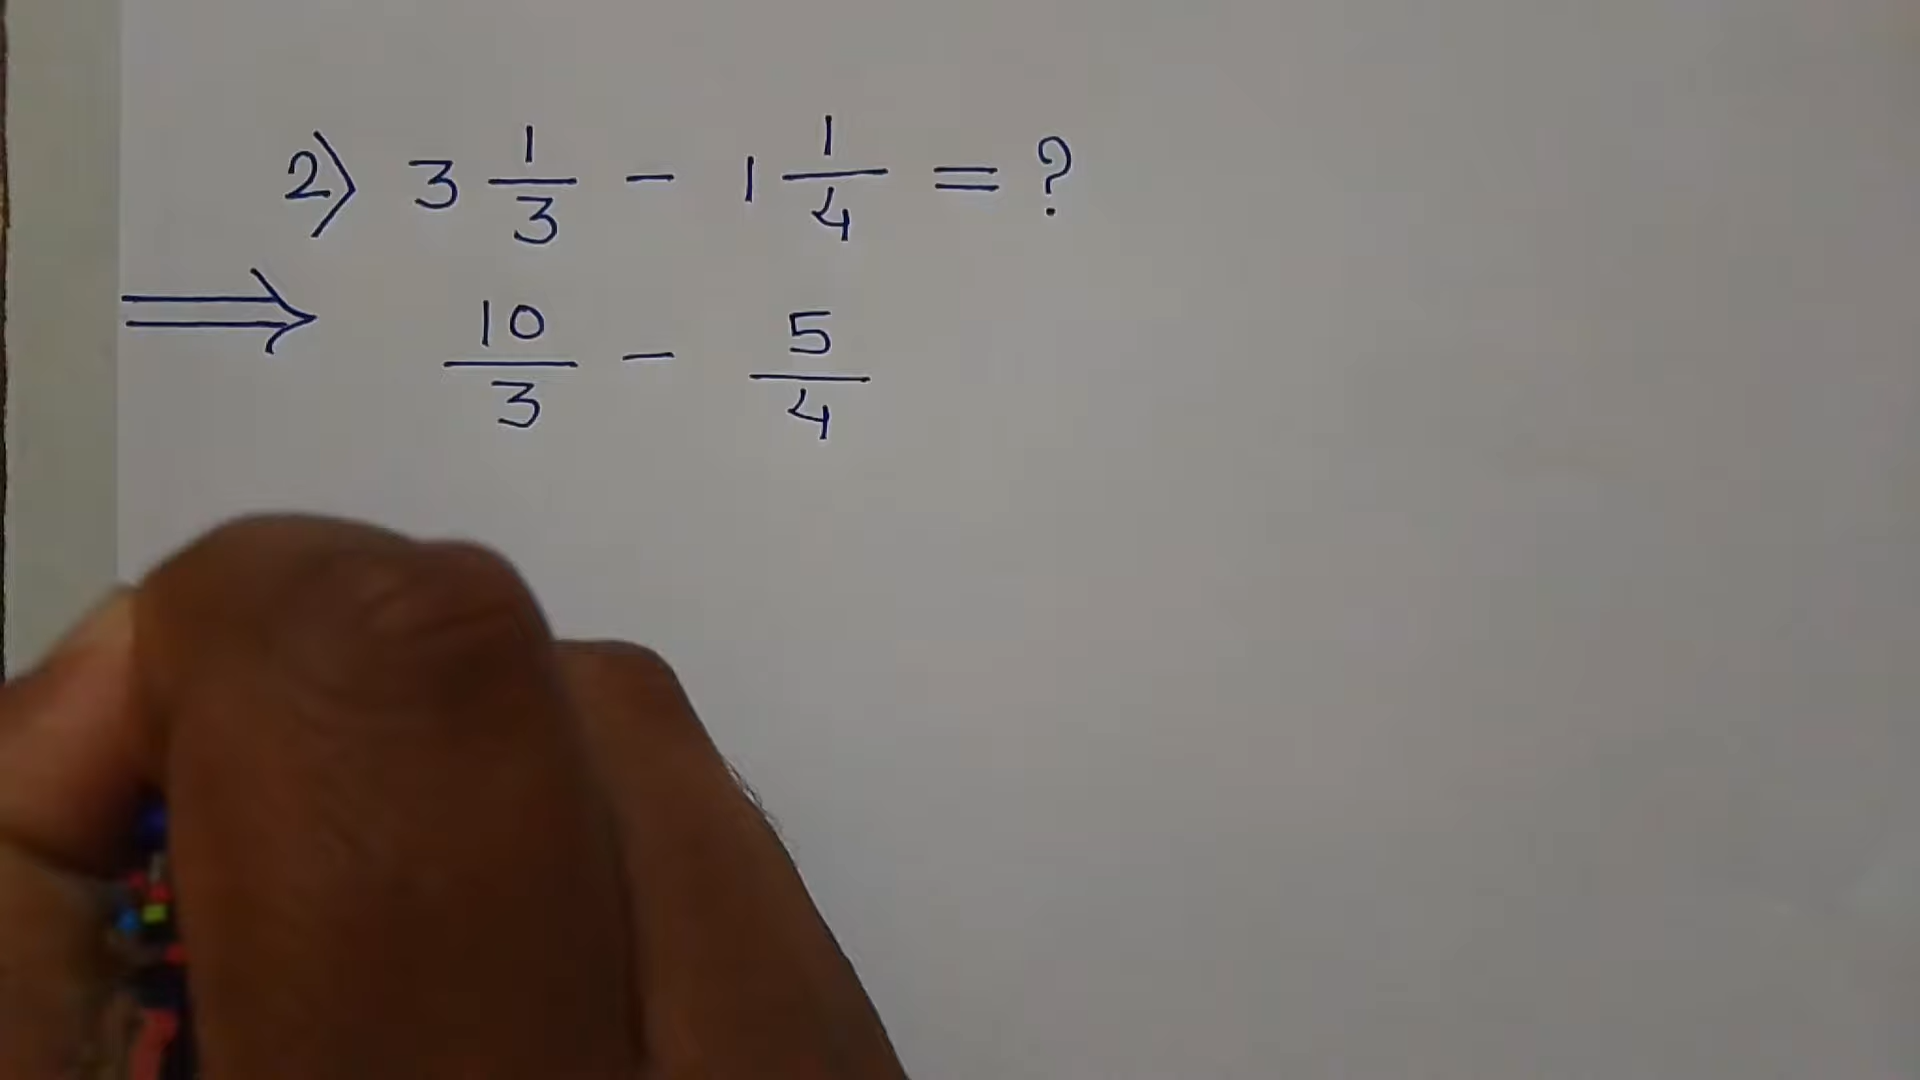 2) 3 1/3 - 1 1/4 = ?
⇒ 10/3 - 5/4